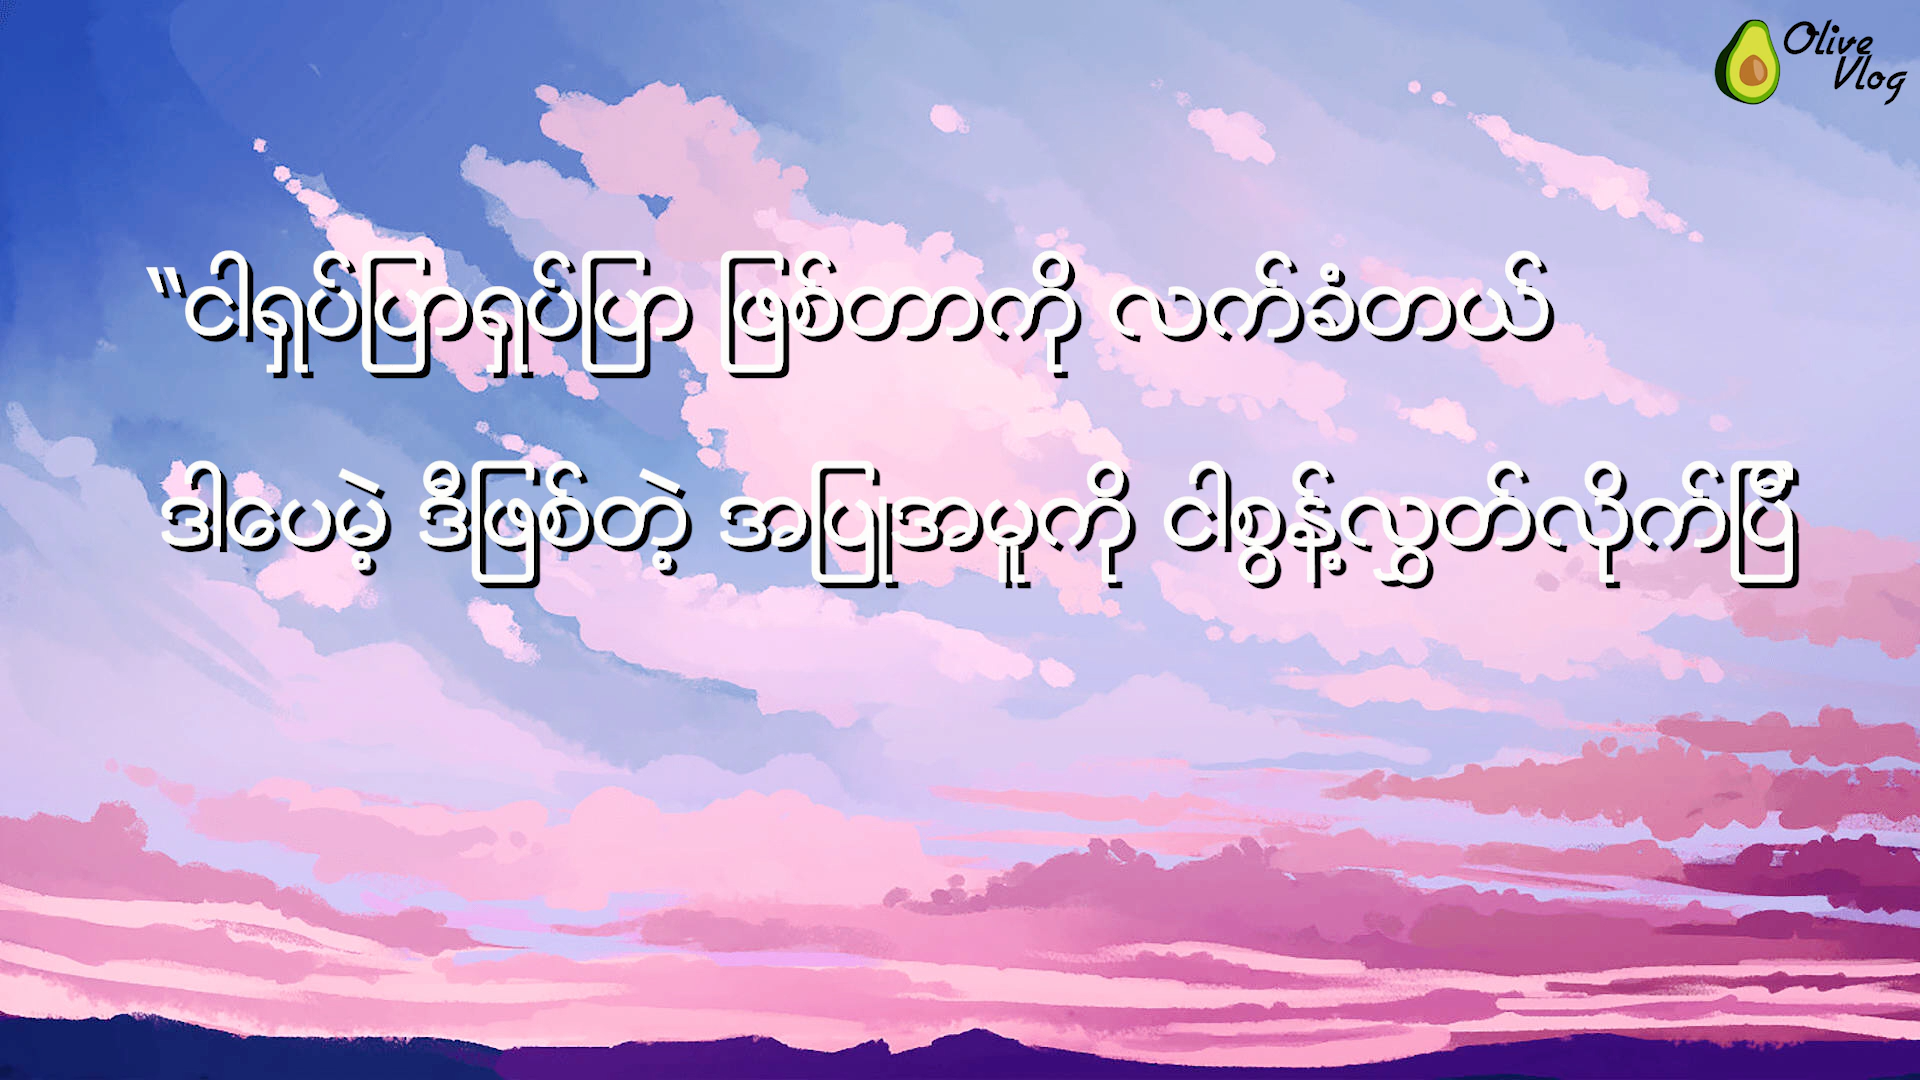 Olive
Vlog
“ငါရှုပ်ပြာရှုပ်ပြာ ဖြစ်တာကို လက်ခံတယ်
ဒါပေမဲ့ ဒီဖြစ်တဲ့ အပြုအမူကို ငါစွန့်လွှတ်လိုက်ပြီ